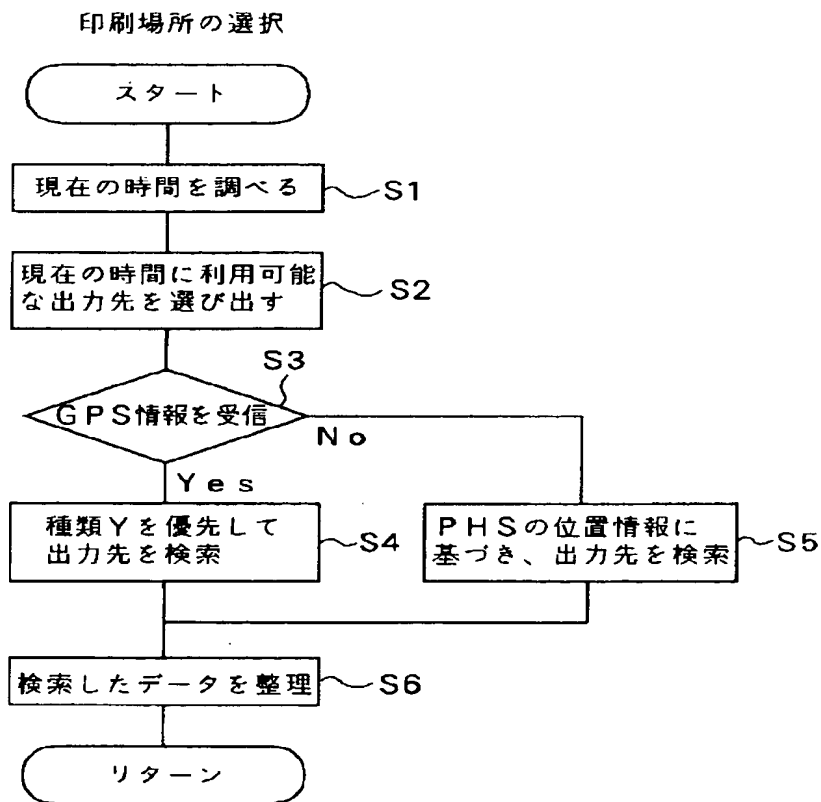 印刷場所の選択
スタート
現在の時間を調べる
S1
現在の時間に利用可能
な出力先を選び出す
S2
S3
GPS情報を受信
No
Yes
種類Yを優先して
出力先を検索
S4
PHSの位置情報に
基づき、出力先を検索
S5
検索したデータを整理
S6
リターン